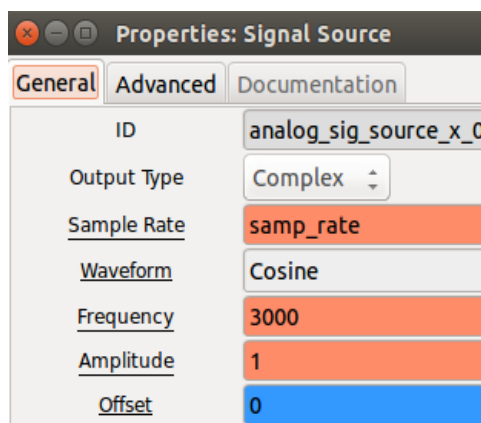 Properties: Signal Source
General Advanced Documentation
ID analog_sig_source_x_0
Output Type Complex
Sample Rate samp_rate
Waveform Cosine
Frequency 3000
Amplitude 1
Offset 0